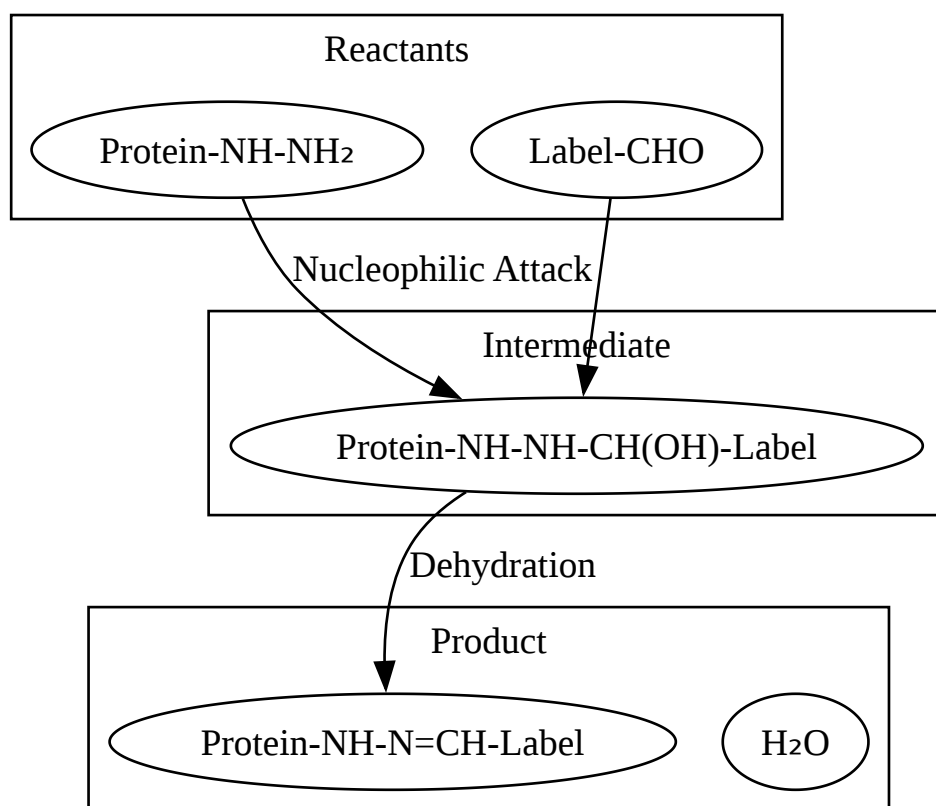 Reactants
Protein-NH-NH₂
Label-CHO
Nucleophilic Attack
Intermediate
Protein-NH-NH-CH(OH)-Label
Dehydration
Product
Protein-NH-N=CH-Label
H₂O